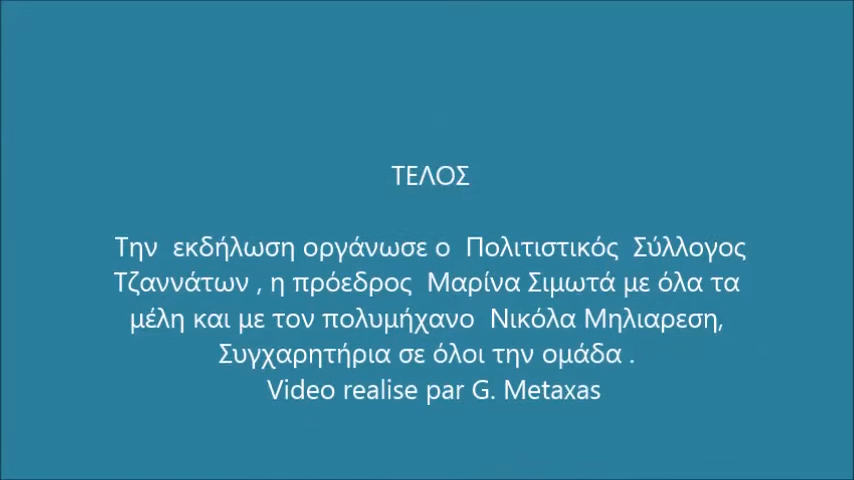 ΤΕΛΟΣ
Την εκδήλωση οργάνωσε ο Πολιτιστικός Σύλλογος
Τζαννάτων , η πρόεδρος Μαρίνα Σιμωτά με όλα τα
μέλη και με τον πολυμήχανο Νικόλα Μηλιαρεση,
Συγχαρητήρια σε όλοι την ομάδα .
Video realise par G. Metaxas